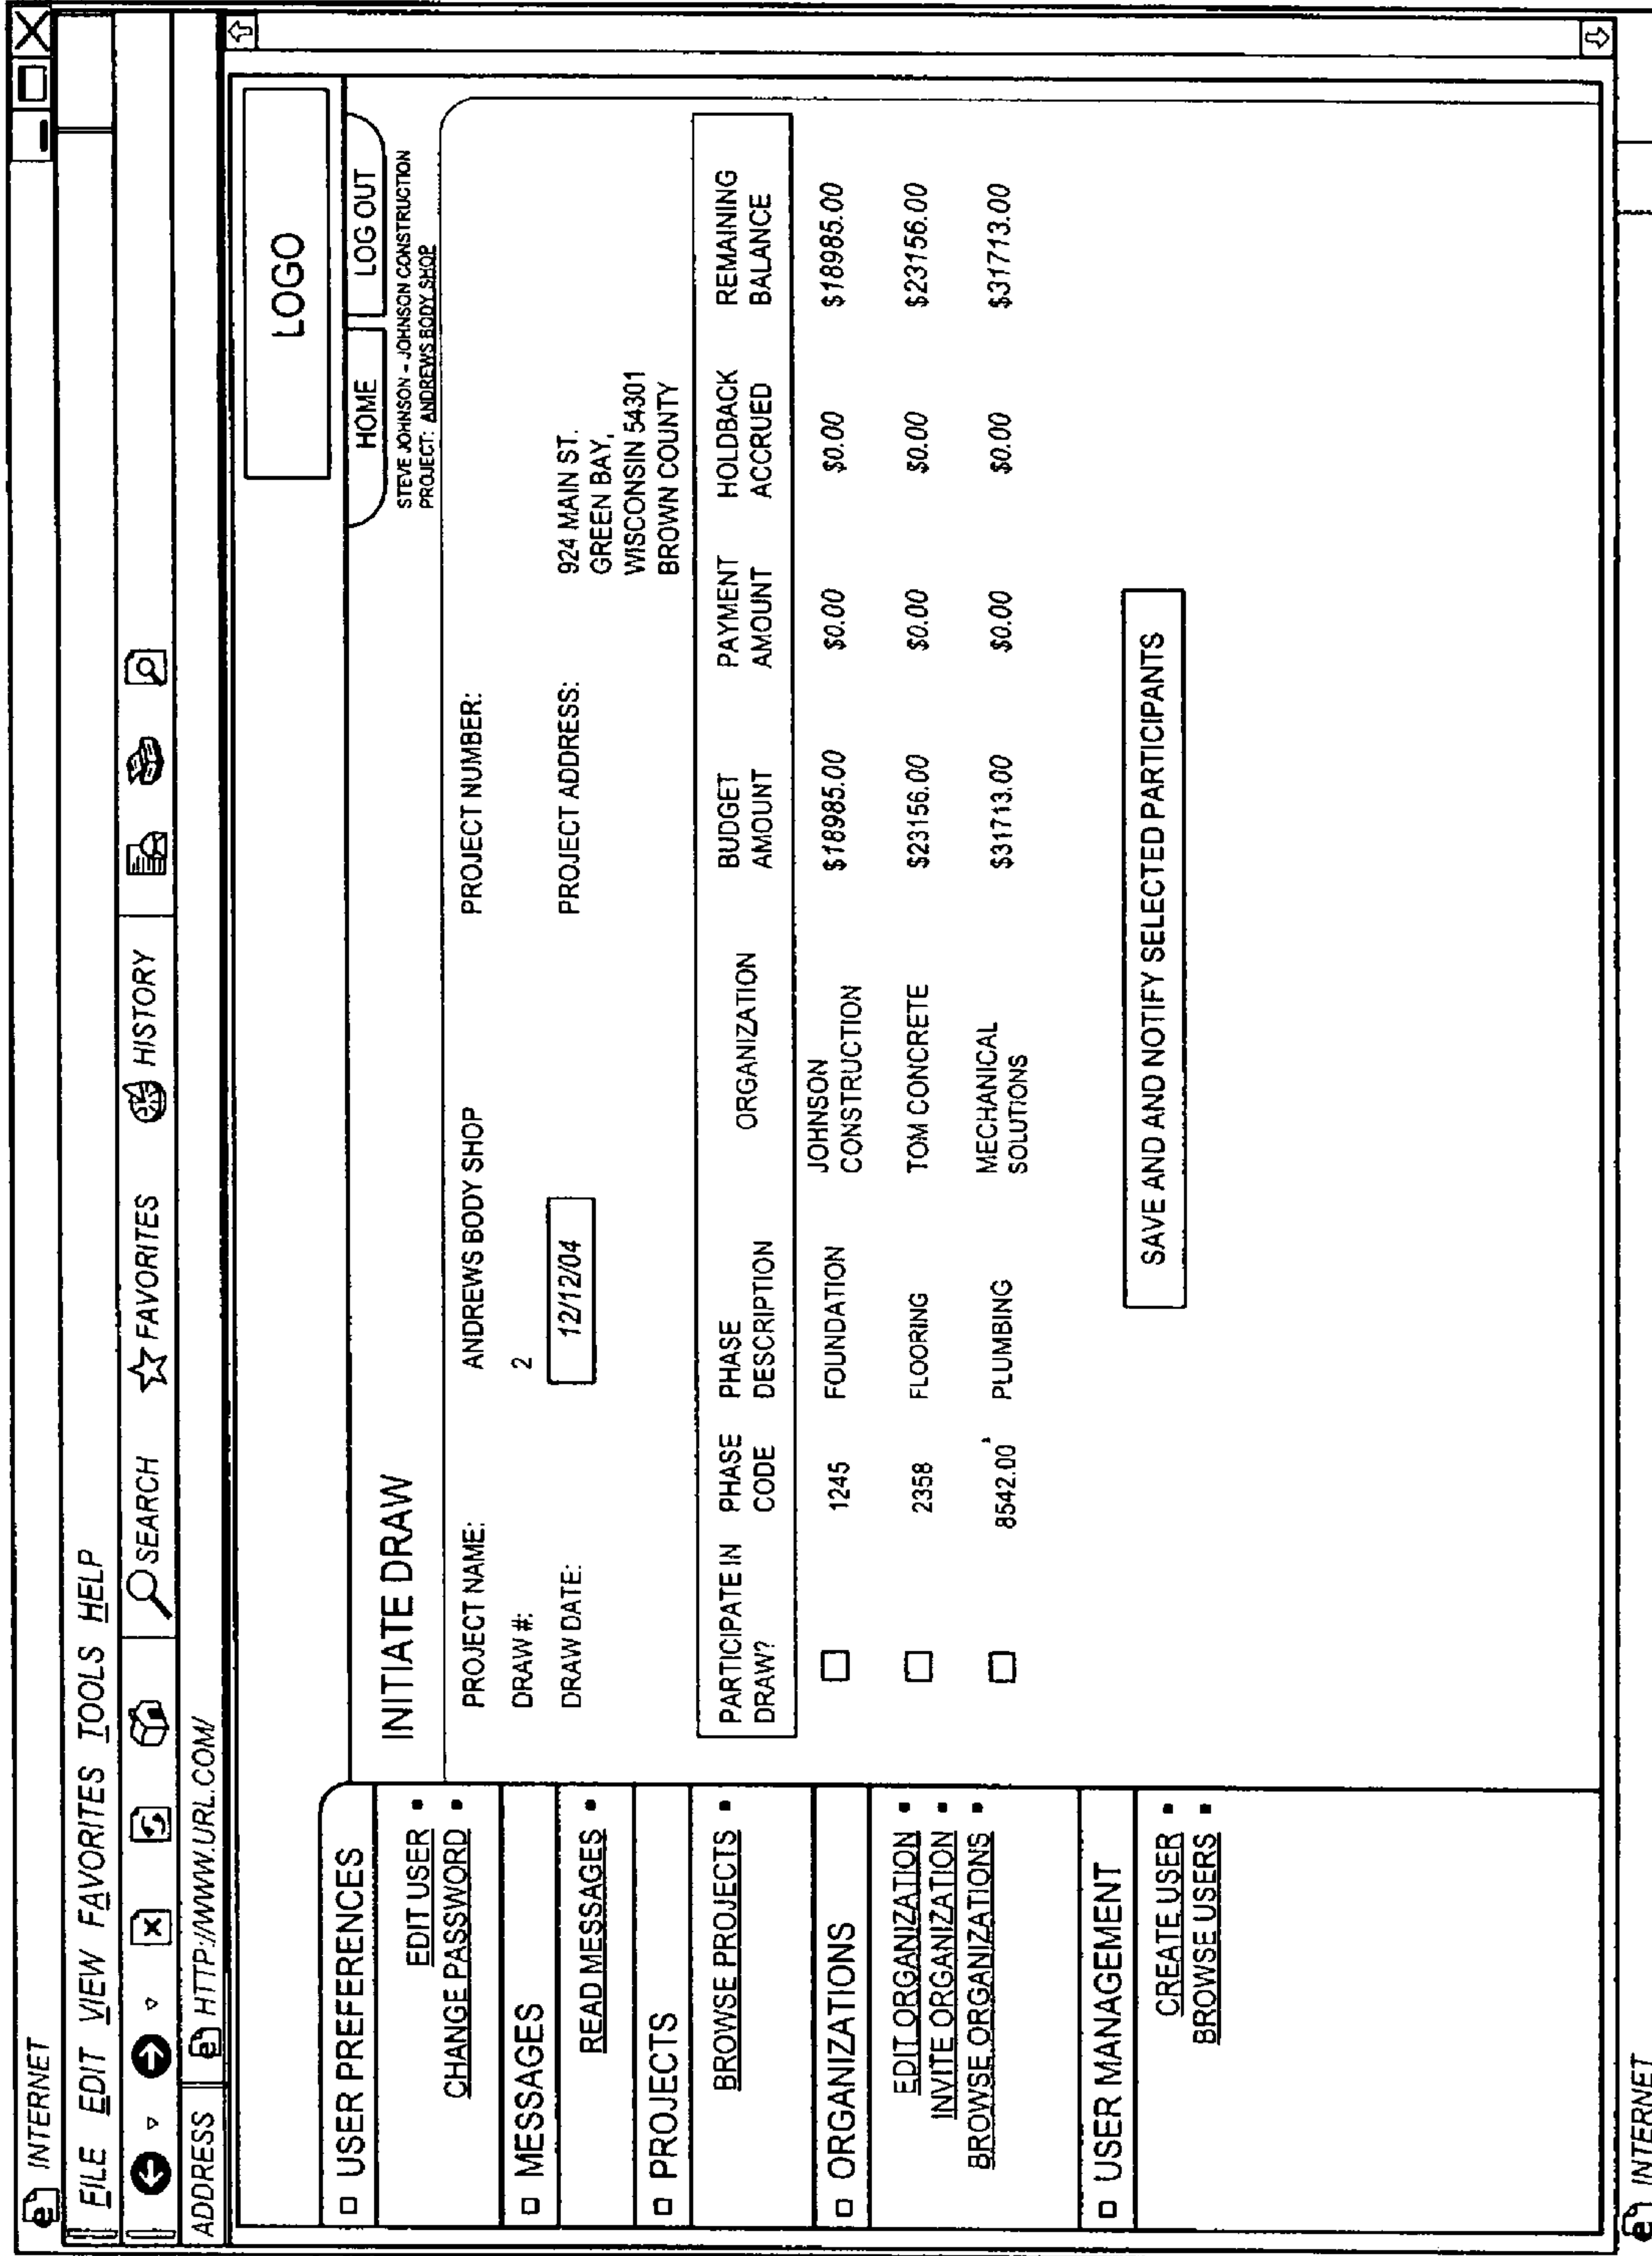 INTERNET
FILE EDIT VIEW FAVORITES TOOLS HELP
SEARCH FAVORITES HISTORY
ADDRESS HTTP://WWW.URL.COM/
LOGO
HOME LOG OUT
STEVE JOHNSON - JOHNSON CONSTRUCTION
PROJECT: ANDREWS BODY SHOP
USER PREFERENCES
EDIT USER
CHANGE PASSWORD
MESSAGES
READ MESSAGES
PROJECTS
BROWSE PROJECTS
ORGANIZATIONS
EDIT ORGANIZATION
INVITE ORGANIZATION
BROWSE ORGANIZATIONS
USER MANAGEMENT
CREATE USER
BROWSE USERS
INITIATE DRAW
PROJECT NAME: ANDREWS BODY SHOP PROJECT NUMBER:
DRAW #: 2
DRAW DATE: 12/12/04 PROJECT ADDRESS: 924 MAIN ST.
GREEN BAY,
WISCONSIN 54301
BROWN COUNTY
PARTICIPATE IN PHASE PHASE ORGANIZATION BUDGET PAYMENT HOLDBACK REMAINING
DRAW? CODE DESCRIPTION AMOUNT AMOUNT ACCRUED BALANCE
JOHNSON
1245 FOUNDATION CONSTRUCTION $18985.00 $0.00 $0.00 $18985.00
2358 FLOORING TOM CONCRETE $23156.00 $0.00 $0.00 $23156.00
8542.00 PLUMBING MECHANICAL $31713.00 $0.00 $0.00 $31713.00
SOLUTIONS
SAVE AND AND NOTIFY SELECTED PARTICIPANTS
INTERNET